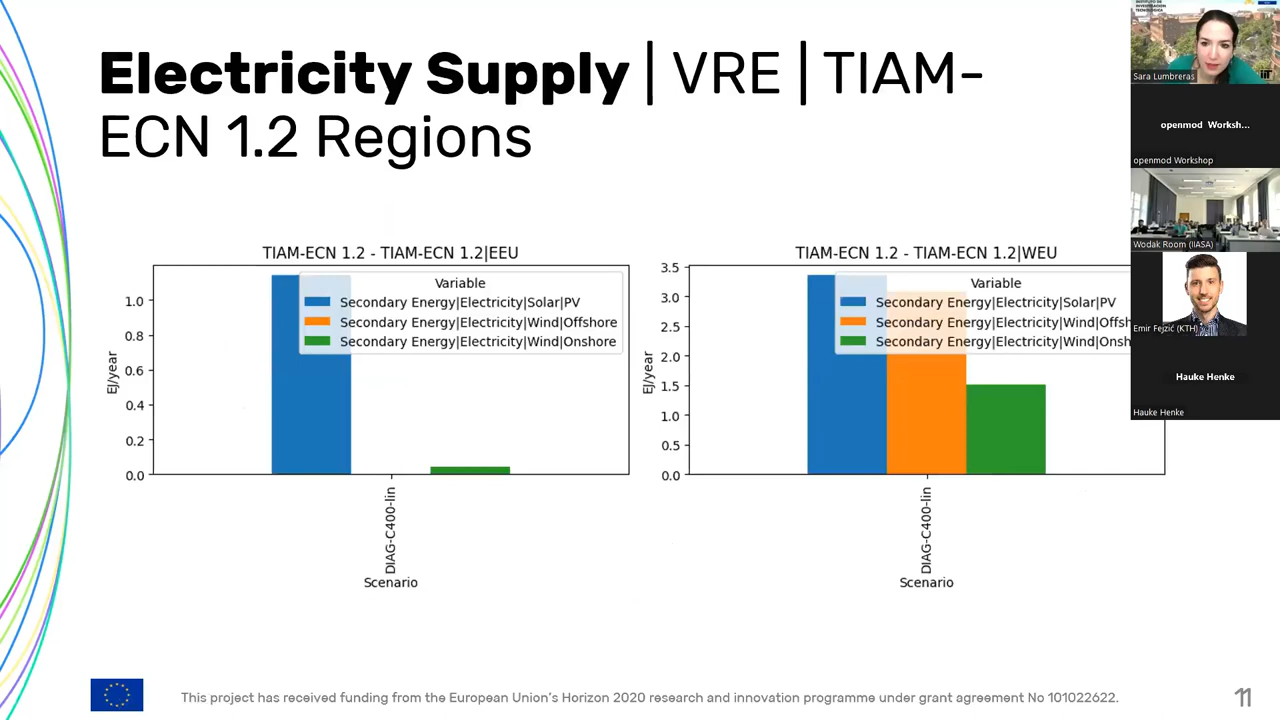 Electricity Supply | VRE | TIAM-
ECN 1.2 Regions
TIAM-ECN 1.2 - TIAM-ECN 1.2|EEU
Variable
Secondary Energy|Electricity|Solar|PV
Secondary Energy|Electricity|Wind|Offshore
Secondary Energy|Electricity|Wind|Onshore
EJ/year
1.0
0.8
0.6
0.4
0.2
0.0
DIAG-C400-lin
Scenario
TIAM-ECN 1.2 - TIAM-ECN 1.2|WEU
Variable
Secondary Energy|Electricity|Solar|PV
Secondary Energy|Electricity|Wind|Offsh
Secondary Energy|Electricity|Wind|Onsh
EJ/year
3.5
3.0
2.5
2.0
1.5
1.0
0.5
0.0
DIAG-C400-lin
Scenario
INSTITUTO DE
INVESTIGACIÓN
TECNOLÓGICA
Sara Lumbreras
iiT
openmod Worksh...
openmod Workshop
Wodak Room (IIASA)
Emir Fejzić (KTH)
Hauke Henke
Hauke Henke
This project has received funding from the European Union's Horizon 2020 research and innovation programme under grant agreement No 101022622.
11